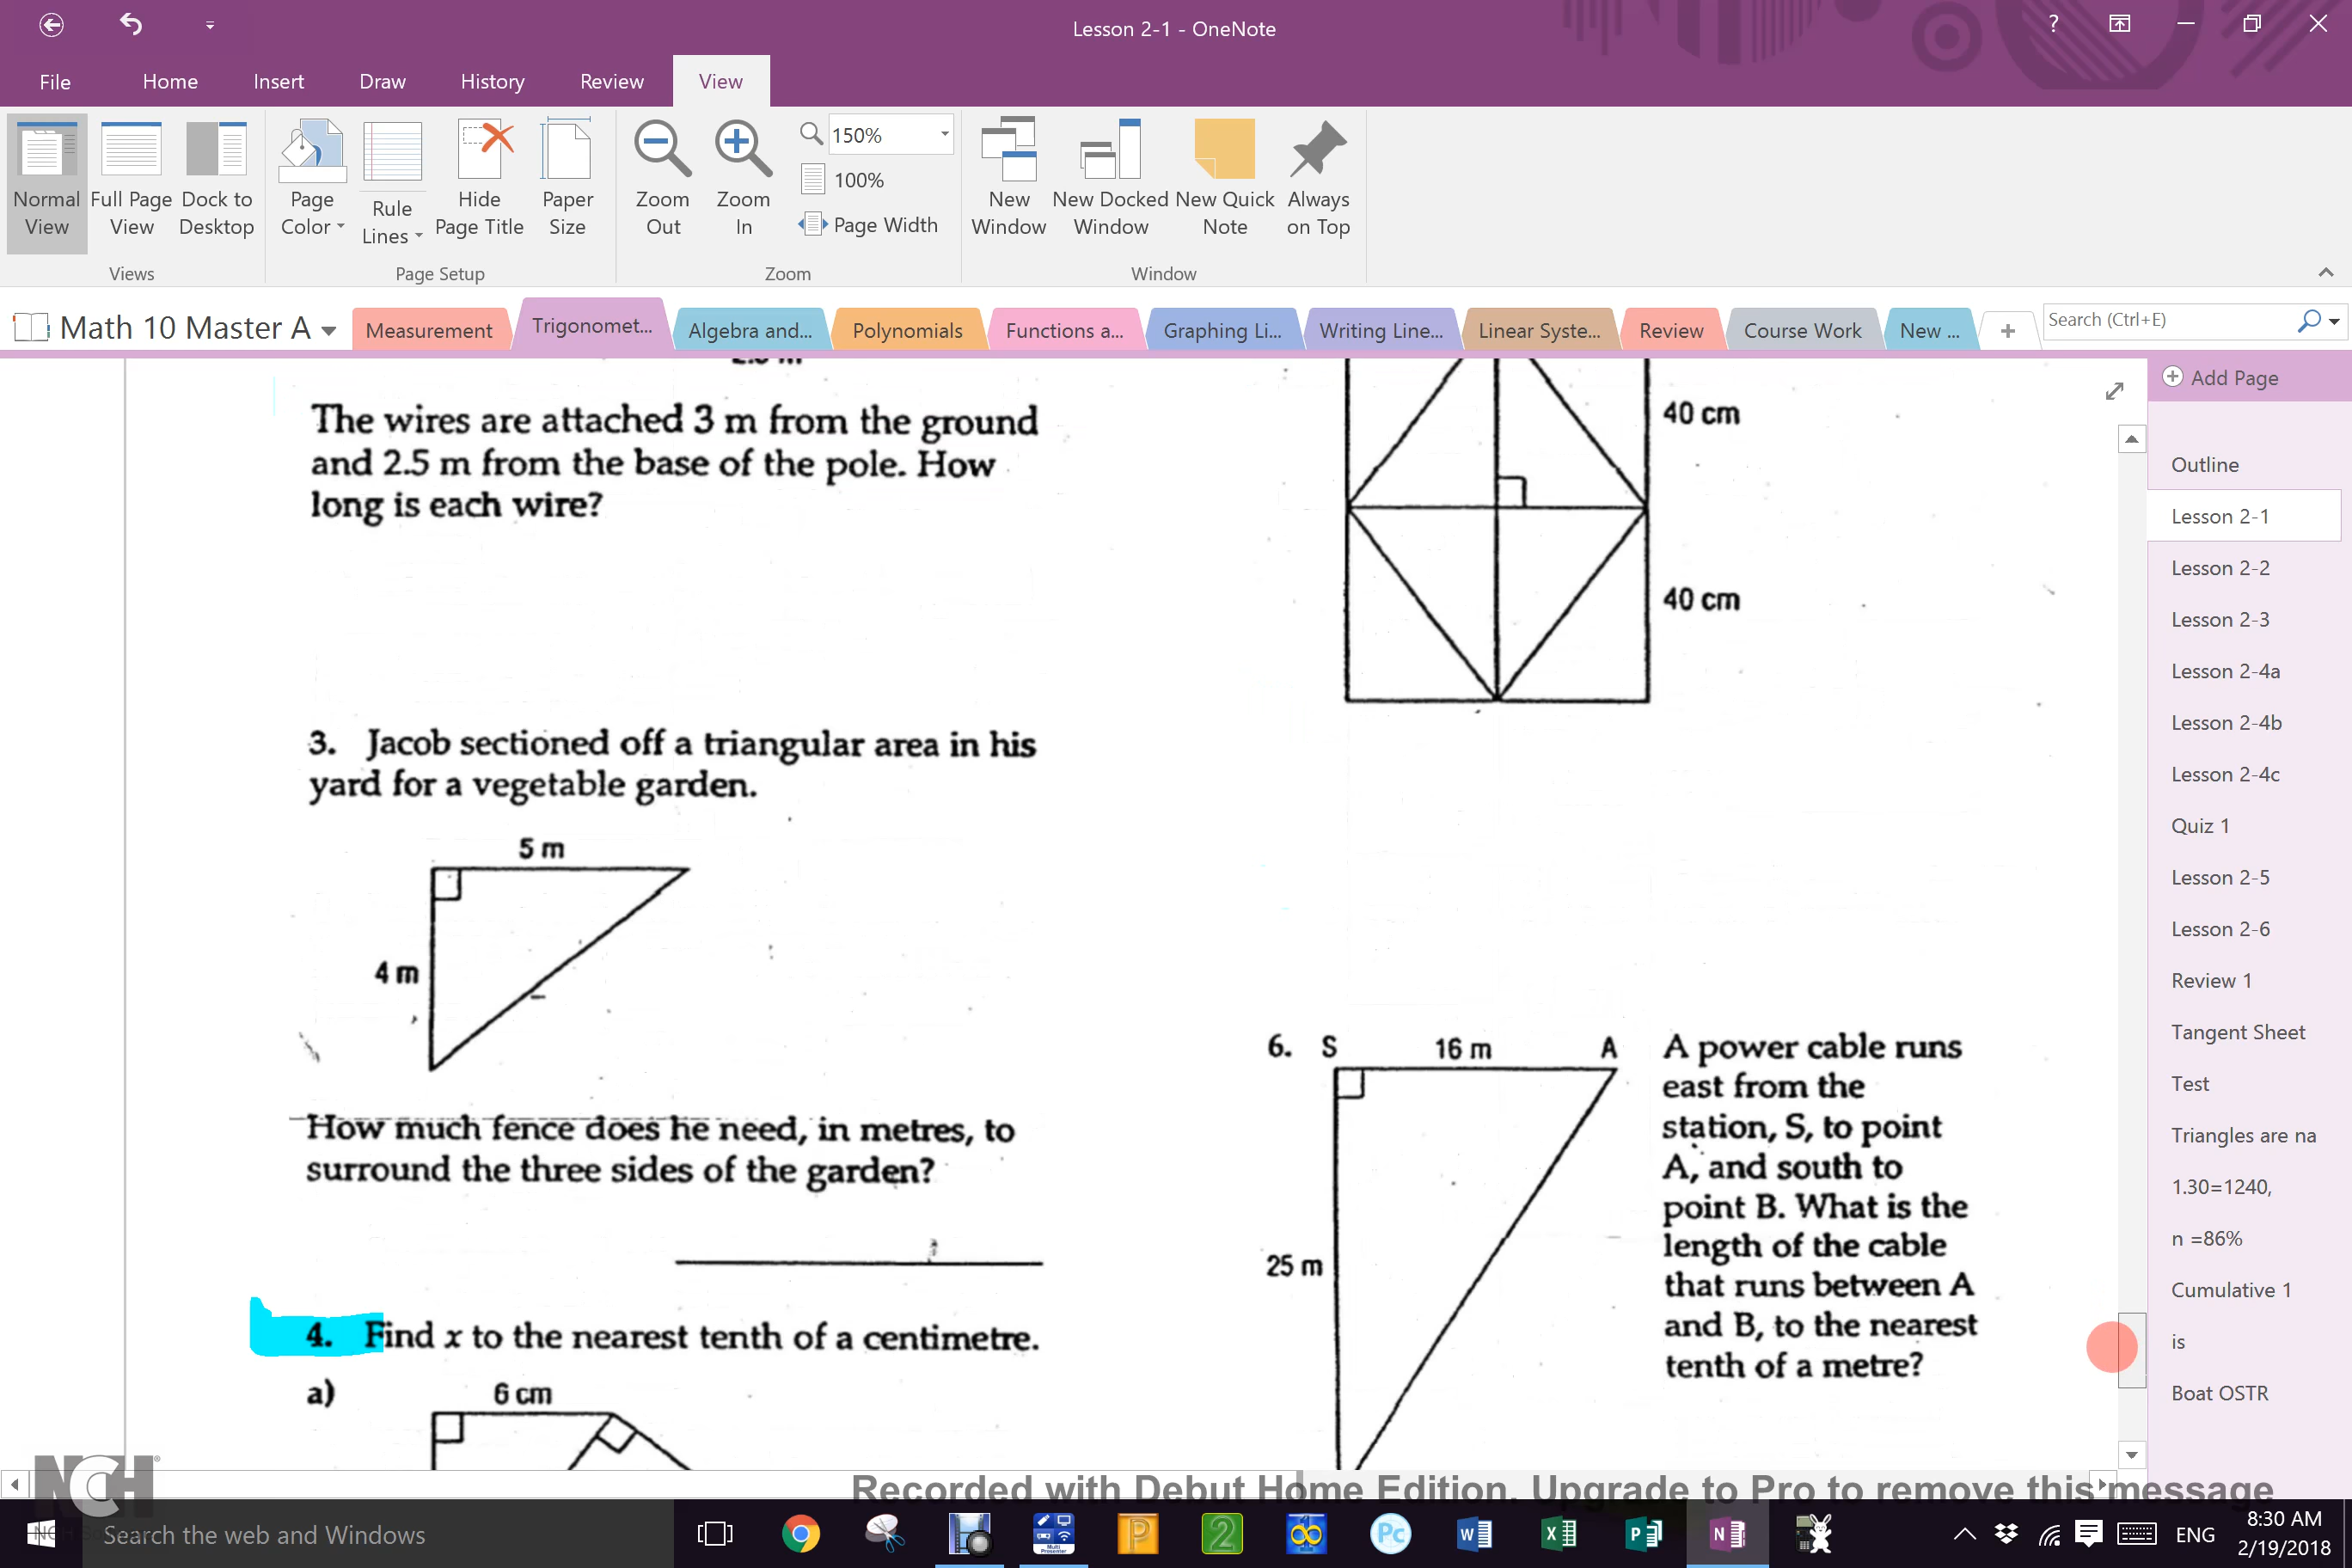 Lesson 2-1 - OneNote
?
File
Home
Insert
Draw
History
Review
View
Normal View
Full Page View
Dock to Desktop
Views
Page Color
Rule Lines
Hide Page Title
Paper Size
Page Setup
Zoom Out
Zoom In
150%
100%
Page Width
Zoom
New Window
New Docked Window
New Quick Note
Always on Top
Window
Math 10 Master A
Measurement
Trigonomet...
Algebra and...
Polynomials
Functions a...
Graphing Li...
Writing Line...
Linear Syste...
Review
Course Work
New ...
+
Search (Ctrl+E)
The wires are attached 3 m from the ground
and 2.5 m from the base of the pole. How
long is each wire?
3. Jacob sectioned off a triangular area in his
yard for a vegetable garden.
5 m
4 m
How much fence does he need, in metres, to
surround the three sides of the garden?
4. Find x to the nearest tenth of a centimetre.
a)
6 cm
40 cm
40 cm
6. S
16 m
A
25 m
A power cable runs
east from the
station, S, to point
A, and south to
point B. What is the
length of the cable
that runs between A
and B, to the nearest
tenth of a metre?
Add Page
Outline
Lesson 2-1
Lesson 2-2
Lesson 2-3
Lesson 2-4a
Lesson 2-4b
Lesson 2-4c
Quiz 1
Lesson 2-5
Lesson 2-6
Review 1
Tangent Sheet
Test
Triangles are na
1.30=1240,
n =86%
Cumulative 1
is
Boat OSTR
NCH
Recorded with Debut Home Edition. Upgrade to Pro to remove this message
Search the web and Windows
P
2
Pc
W
X
P
N
ENG
8:30 AM
2/19/2018